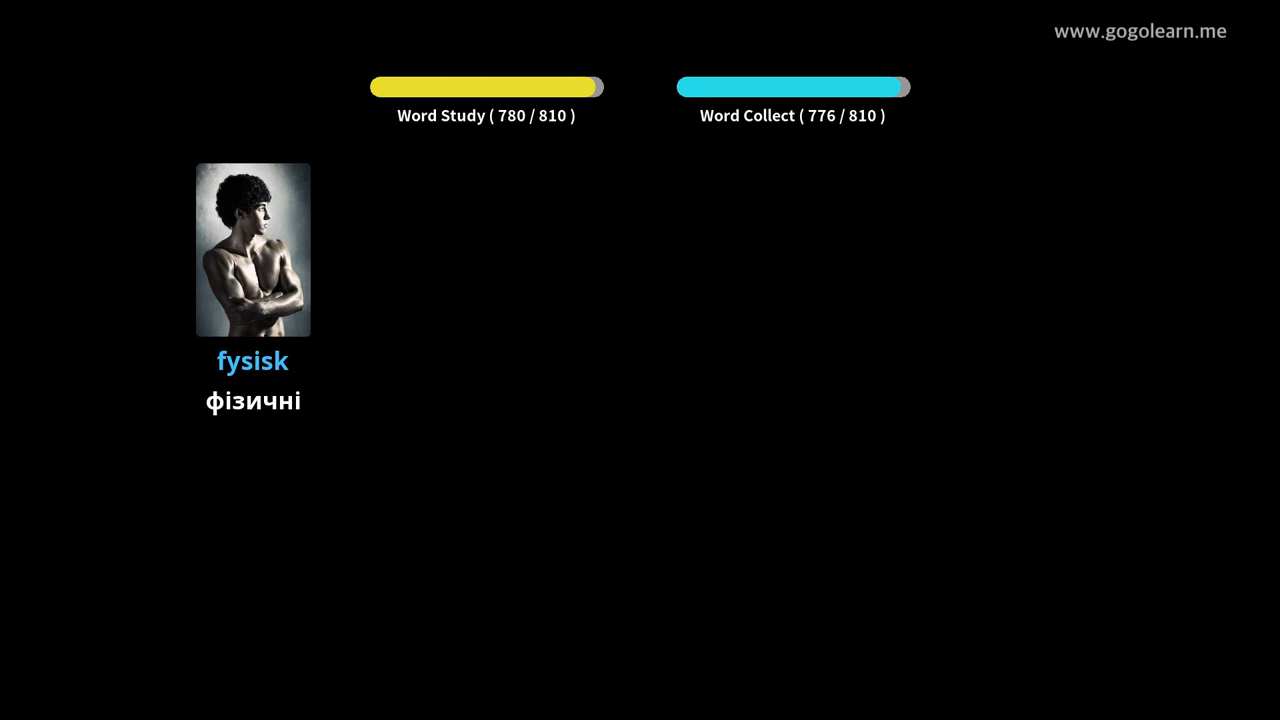 www.gogolearn.me
Word Study ( 780 / 810 )
Word Collect ( 776 / 810 )
fysisk
фізичні